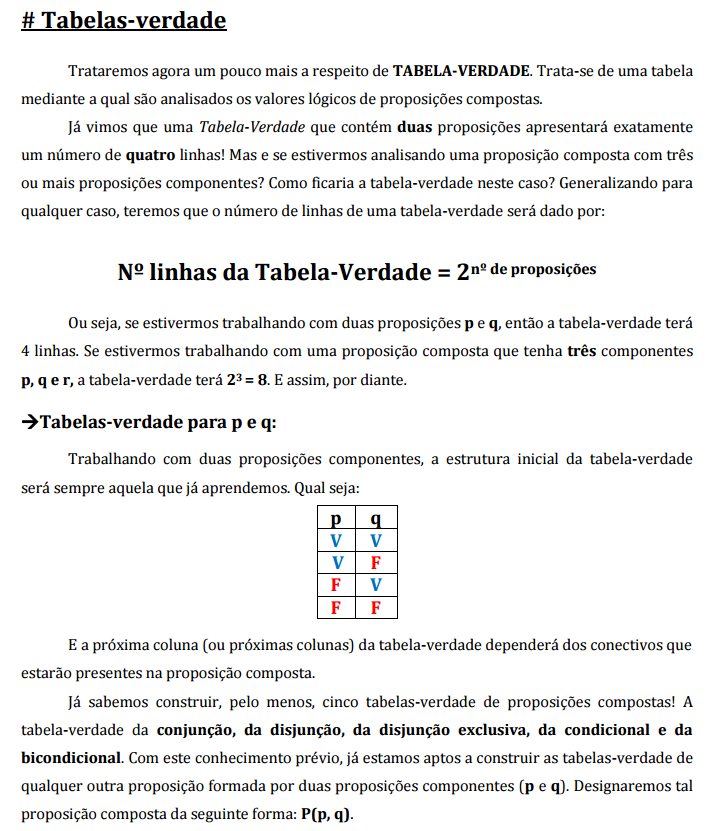 # Tabelas-verdade
Trataremos agora um pouco mais a respeito de TABELA-VERDADE. Trata-se de uma tabela
mediante a qual são analisados os valores lógicos de proposições compostas.
Já vimos que uma Tabela-Verdade que contém duas proposições apresentará exatamente
um número de quatro linhas! Mas e se estivermos analisando uma proposição composta com três
ou mais proposições componentes? Como ficaria a tabela-verdade neste caso? Generalizando para
qualquer caso, teremos que o número de linhas de uma tabela-verdade será dado por:
Nº linhas da Tabela-Verdade = 2^nº de proposições
Ou seja, se estivermos trabalhando com duas proposições p e q, então a tabela-verdade terá
4 linhas. Se estivermos trabalhando com uma proposição composta que tenha três componentes
p, q e r, a tabela-verdade terá 2³ = 8. E assim, por diante.
→Tabelas-verdade para p e q:
Trabalhando com duas proposições componentes, a estrutura inicial da tabela-verdade
será sempre aquela que já aprendemos. Qual seja:
p q
V V
V F
F V
F F
E a próxima coluna (ou próximas colunas) da tabela-verdade dependerá dos conectivos que
estarão presentes na proposição composta.
Já sabemos construir, pelo menos, cinco tabelas-verdade de proposições compostas! A
tabela-verdade da conjunção, da disjunção, da disjunção exclusiva, da condicional e da
bicondicional. Com este conhecimento prévio, já estamos aptos a construir as tabelas-verdade de
qualquer outra proposição formada por duas proposições componentes (p e q). Designaremos tal
proposição composta da seguinte forma: P(p, q).